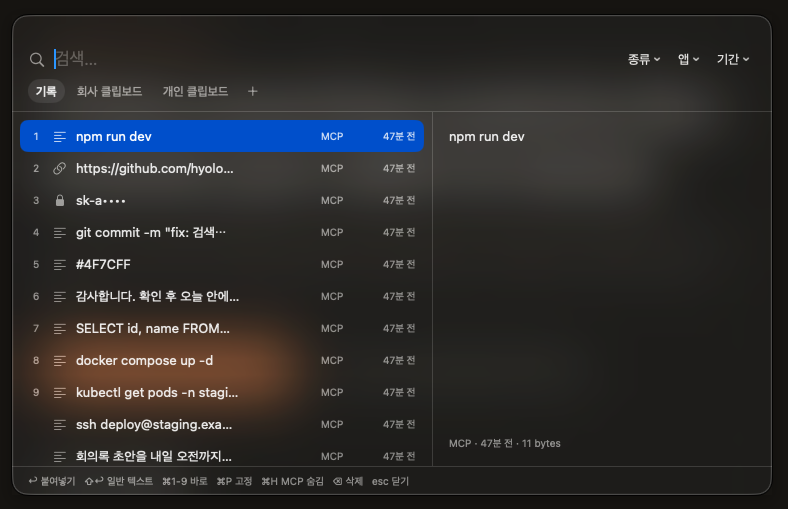 검색...
종류 앱 기간
기록 회사 클립보드 개인 클립보드 +
1 npm run dev MCP 47분 전
2 https://github.com/hyolo... MCP 47분 전
3 sk-a•••• MCP 47분 전
4 git commit -m "fix: 검색… MCP 47분 전
5 #4F7CFF MCP 47분 전
6 감사합니다. 확인 후 오늘 안에... MCP 47분 전
7 SELECT id, name FROM... MCP 47분 전
8 docker compose up -d MCP 47분 전
9 kubectl get pods -n stagi... MCP 47분 전
ssh deploy@staging.exa... MCP 47분 전
회의록 초안을 내일 오전까지... MCP 47분 전
npm run dev
MCP · 47분 전 · 11 bytes
↩ 붙여넣기 ⇧↩ 일반 텍스트 ⌘1-9 바로 ⌘P 고정 ⌘H MCP 숨김 ⌫ 삭제 esc 닫기